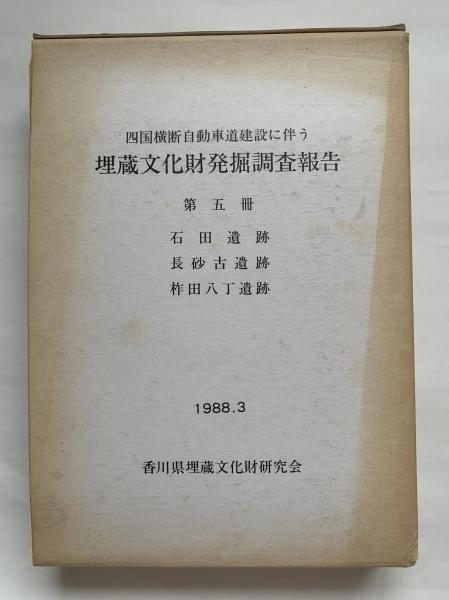 四国横断自動車道建設に伴う
埋蔵文化財発掘調査報告
第五冊
石田遺跡
長砂古遺跡
柞田八丁遺跡
1988.3
香川県埋蔵文化財研究会